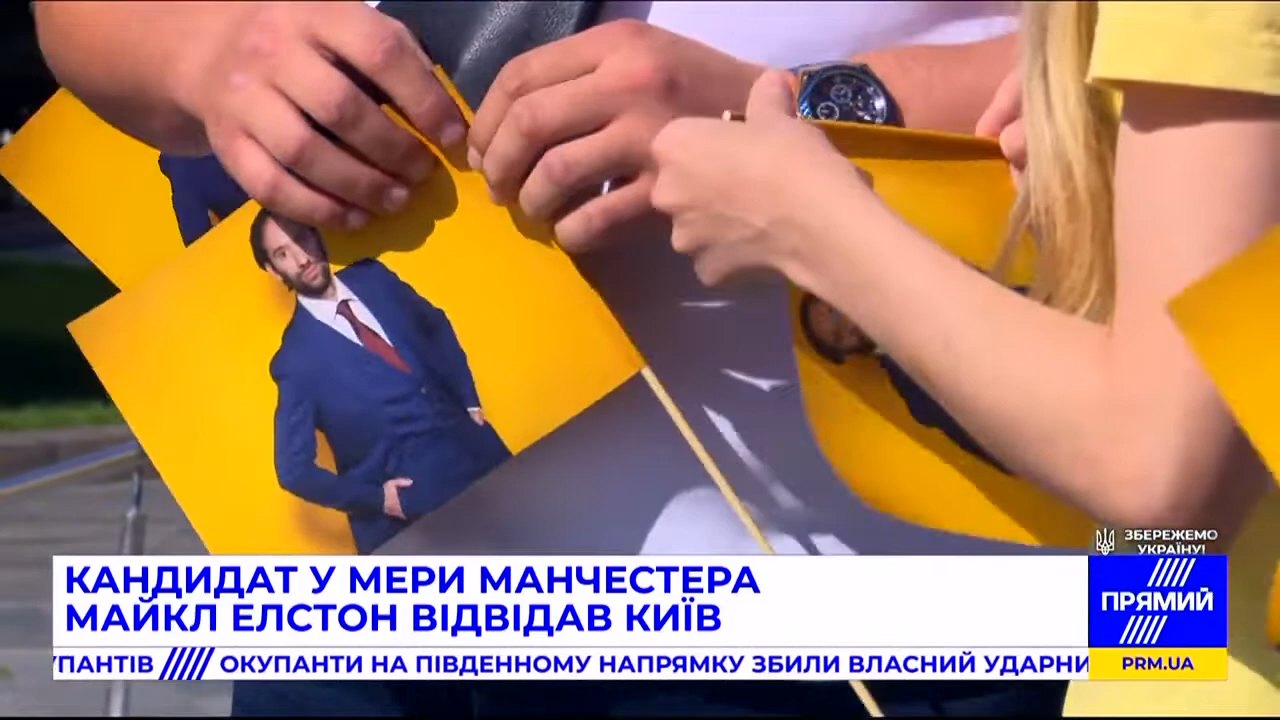 ЗБЕРЕЖЕМО
УКРАЇНУ!
КАНДИДАТ У МЕРИ МАНЧЕСТЕРА
МАЙКЛ ЕЛСТОН ВІДВІДАВ КИЇВ
ПРЯМИЙ
ОКУПАНТИ НА ПІВДЕННОМУ НАПРЯМКУ ЗБИЛИ ВЛАСНИЙ
PRM.UA